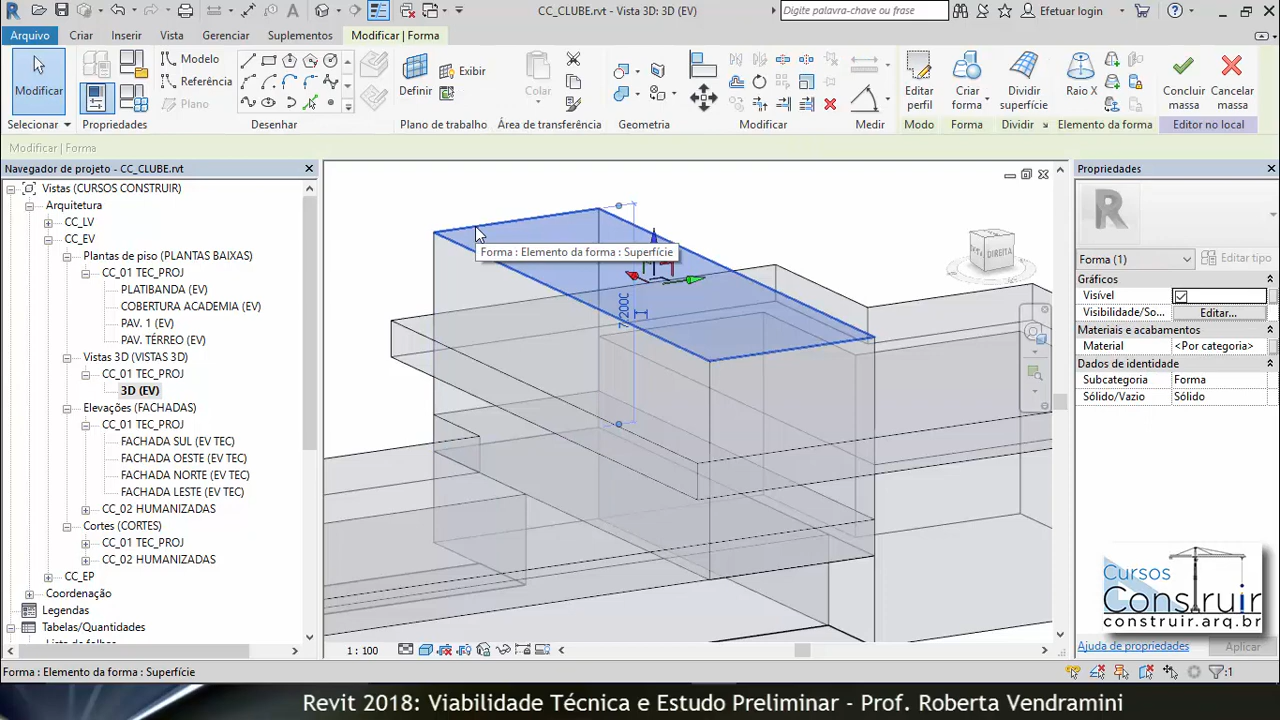 CC_CLUBE.rvt - Vista 3D: 3D (EV)
Digite palavra-chave ou frase
Efetuar login
Arquivo
Criar
Inserir
Vista
Gerenciar
Suplementos
Modificar | Forma
Modificar
Modelo
Referência
Plano
Definir
Exibir
Colar
Editar
perfil
Criar
forma
Dividir
superfície
Raio X
Concluir
massa
Cancelar
massa
Selecionar
Propriedades
Desenhar
Plano de trabalho
Área de transferência
Geometria
Modificar
Medir
Modo
Forma
Dividir
Elemento da forma
Editor no local
Modificar | Forma
Navegador de projeto - CC_CLUBE.rvt
Vistas (CURSOS CONSTRUIR)
Arquitetura
CC_LV
CC_EV
Plantas de piso (PLANTAS BAIXAS)
CC_01 TEC_PROJ
PLATIBANDA (EV)
COBERTURA ACADEMIA (EV)
PAV. 1 (EV)
PAV. TÉRREO (EV)
Vistas 3D (VISTAS 3D)
CC_01 TEC_PROJ
3D (EV)
Elevações (FACHADAS)
CC_01 TEC_PROJ
FACHADA SUL (EV TEC)
FACHADA OESTE (EV TEC)
FACHADA NORTE (EV TEC)
FACHADA LESTE (EV TEC)
CC_02 HUMANIZADAS
Cortes (CORTES)
CC_01 TEC_PROJ
CC_02 HUMANIZADAS
CC_EP
Coordenação
Legendas
Tabelas/Quantidades
Forma : Elemento da forma : Superfície
7.2000
DIREITA
1 : 100
Propriedades
Forma (1)
Editar tipo
Gráficos
Visível
Visibilidade/So...
Editar...
Materiais e acabamentos
Material
<Por categoria>
Dados de identidade
Subcategoria
Forma
Sólido/Vazio
Sólido
Cursos
Construir
construir.arq.br
Ajuda de propriedades
Aplicar
Forma : Elemento da forma : Superfície
:1
Revit 2018: Viabilidade Técnica e Estudo Preliminar - Prof. Roberta Vendramini